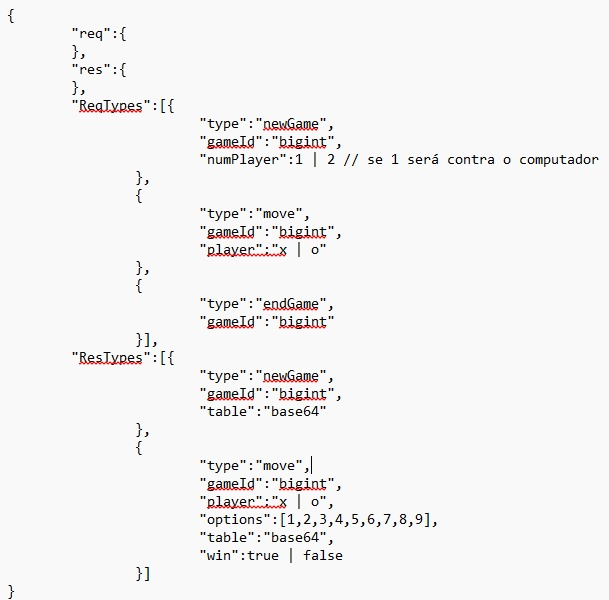 {
"req":{
},
"res":{
},
"ReqTypes":[{
"type":"newGame",
"gameId":"bigint",
"numPlayer":1 | 2 // se 1 será contra o computador
},
{
"type":"move",
"gameId":"bigint",
"player":"x | o"
},
{
"type":"endGame",
"gameId":"bigint"
}],
"ResTypes":[{
"type":"newGame",
"gameId":"bigint",
"table":"base64"
},
{
"type":"move",
"gameId":"bigint",
"player":"x | o",
"options":[1,2,3,4,5,6,7,8,9],
"table":"base64",
"win":true | false
}]
}